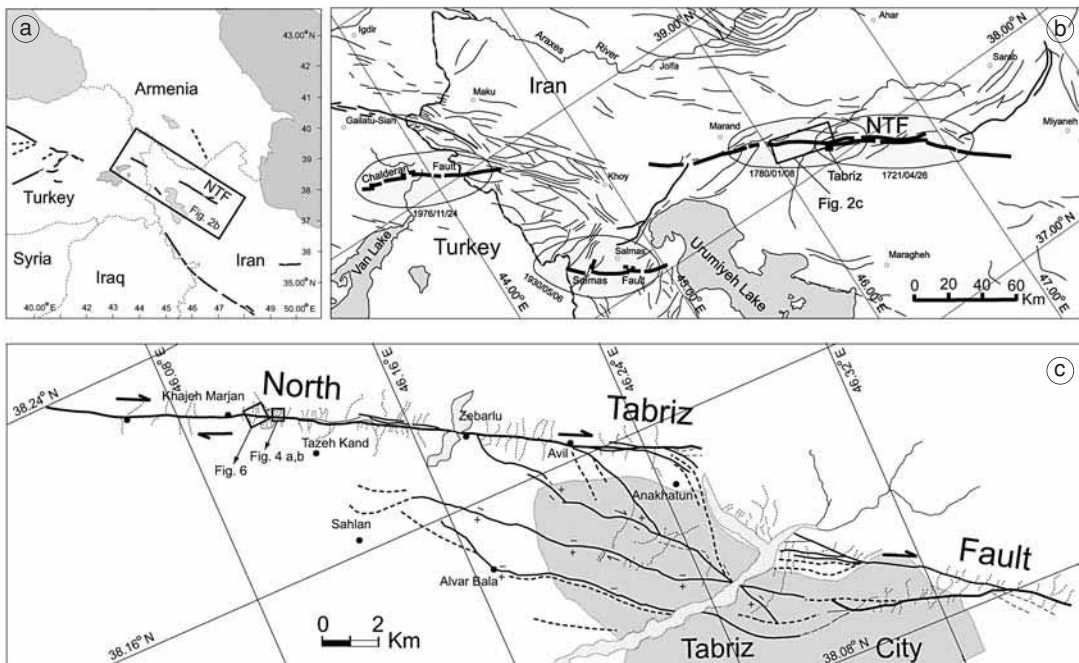 a
43.00° N
42
41
40
39
38
37
36
35.00° N
40.00° E
42
43
44
45
46
47
48
50.00° E
Armenia
Turkey
NTF
Fig. 2b
Syria
Iraq
Iran
b
Igdir
Araxes
River
Jolfa
39.00° N
Ahar
38.00° N
Sarab
Iran
Maku
Gailatu-Siah
Marand
NTF
Miyaneh
Chalderan
Fault
Khoy
1780/01/08
Tabriz
1721/04/26
Fig. 2c
1976/11/24
Van Lake
Turkey
Salmas
Urumiyeh Lake
37.00° N
Maragheh
Salmas
Fault
44.00° E
1930/05/06
45.00° E
46.00° E
47.00° E
0 20 40 60
Km
c
38.24° N
46.08° E
46.16° E
46.24° E
46.32° E
Khajeh Marjan
North
Tabriz
Zebarlu
Tazeh Kand
Avil
Fig. 6
Fig. 4 a,b
Anakhatun
Sahlan
Fault
Alvar Bala
+ -
0 2
Km
38.16° N
Tabriz
City
38.08° N